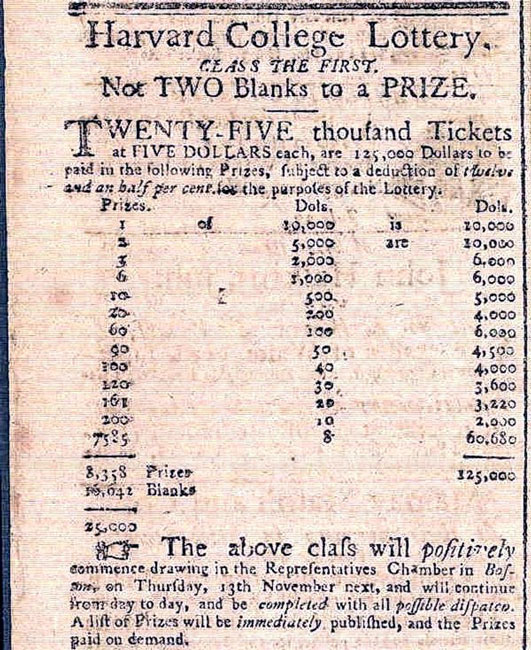 Harvard College Lottery.
CLASS THE FIRST.
Not TWO Blanks to a PRIZE.
TWENTY-FIVE thouſand Tickets
at FIVE DOLLARS each, are 125,000 Dollars to be
paid in the following Prizes, ſubject to a deduction of twelve
and an half per cent. for the purpoſes of the Lottery.
Prizes. Dols. Dols.
1 of 10,000 is 10,000
2 5,000 are 10,000
3 2,000 6,000
6 1,000 6,000
10 500 5,000
20 200 4,000
60 100 6,000
90 50 4,500
100 40 4,000
120 30 3,600
161 20 3,220
200 10 2,000
7585 8 60,680
8,358 Prizes 125,000
16,642 Blanks
25,000
The above claſs will poſitively
commence drawing in the Repreſentatives Chamber in Boſ-
ton, on Thurſday, 13th November next, and will continue
from day to day, and be completed with all poſſible diſpatch.
A liſt of Prizes will be immediately publiſhed, and the Prizes
paid on demand.